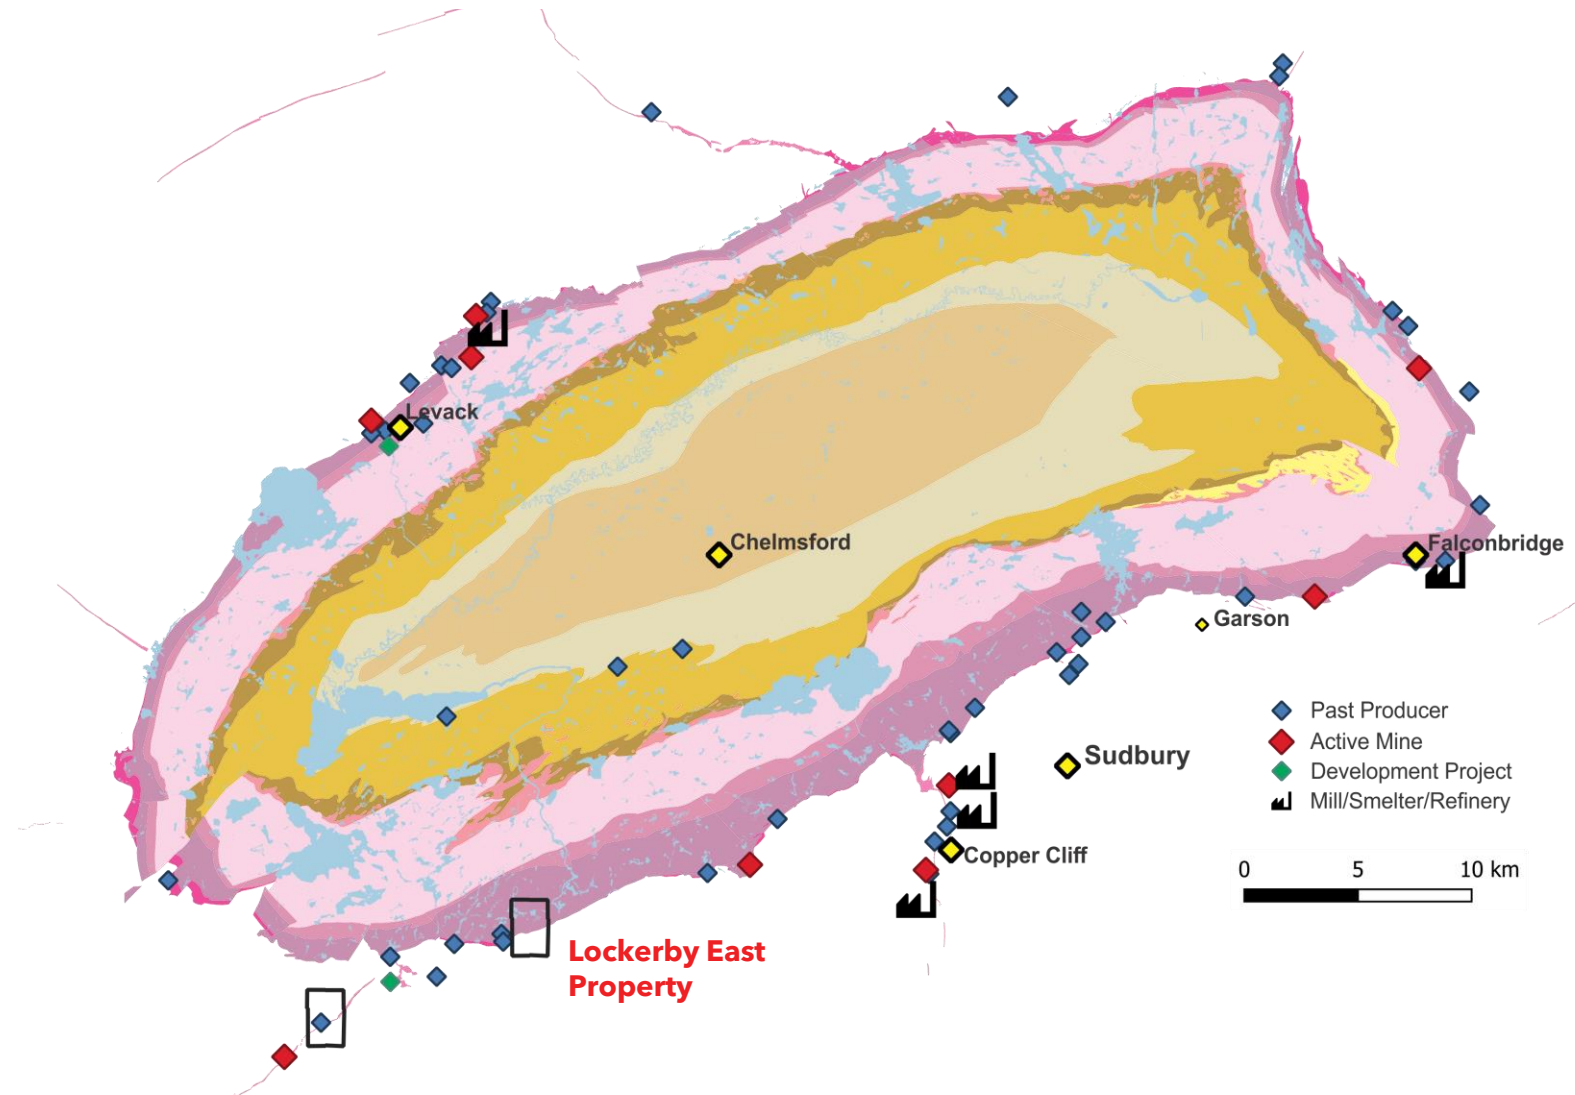 Levack
Chelmsford
Falconbridge
Garson
Sudbury
Copper Cliff
Past Producer
Active Mine
Development Project
Mill/Smelter/Refinery
0 5 10 km
Lockerby East
Property